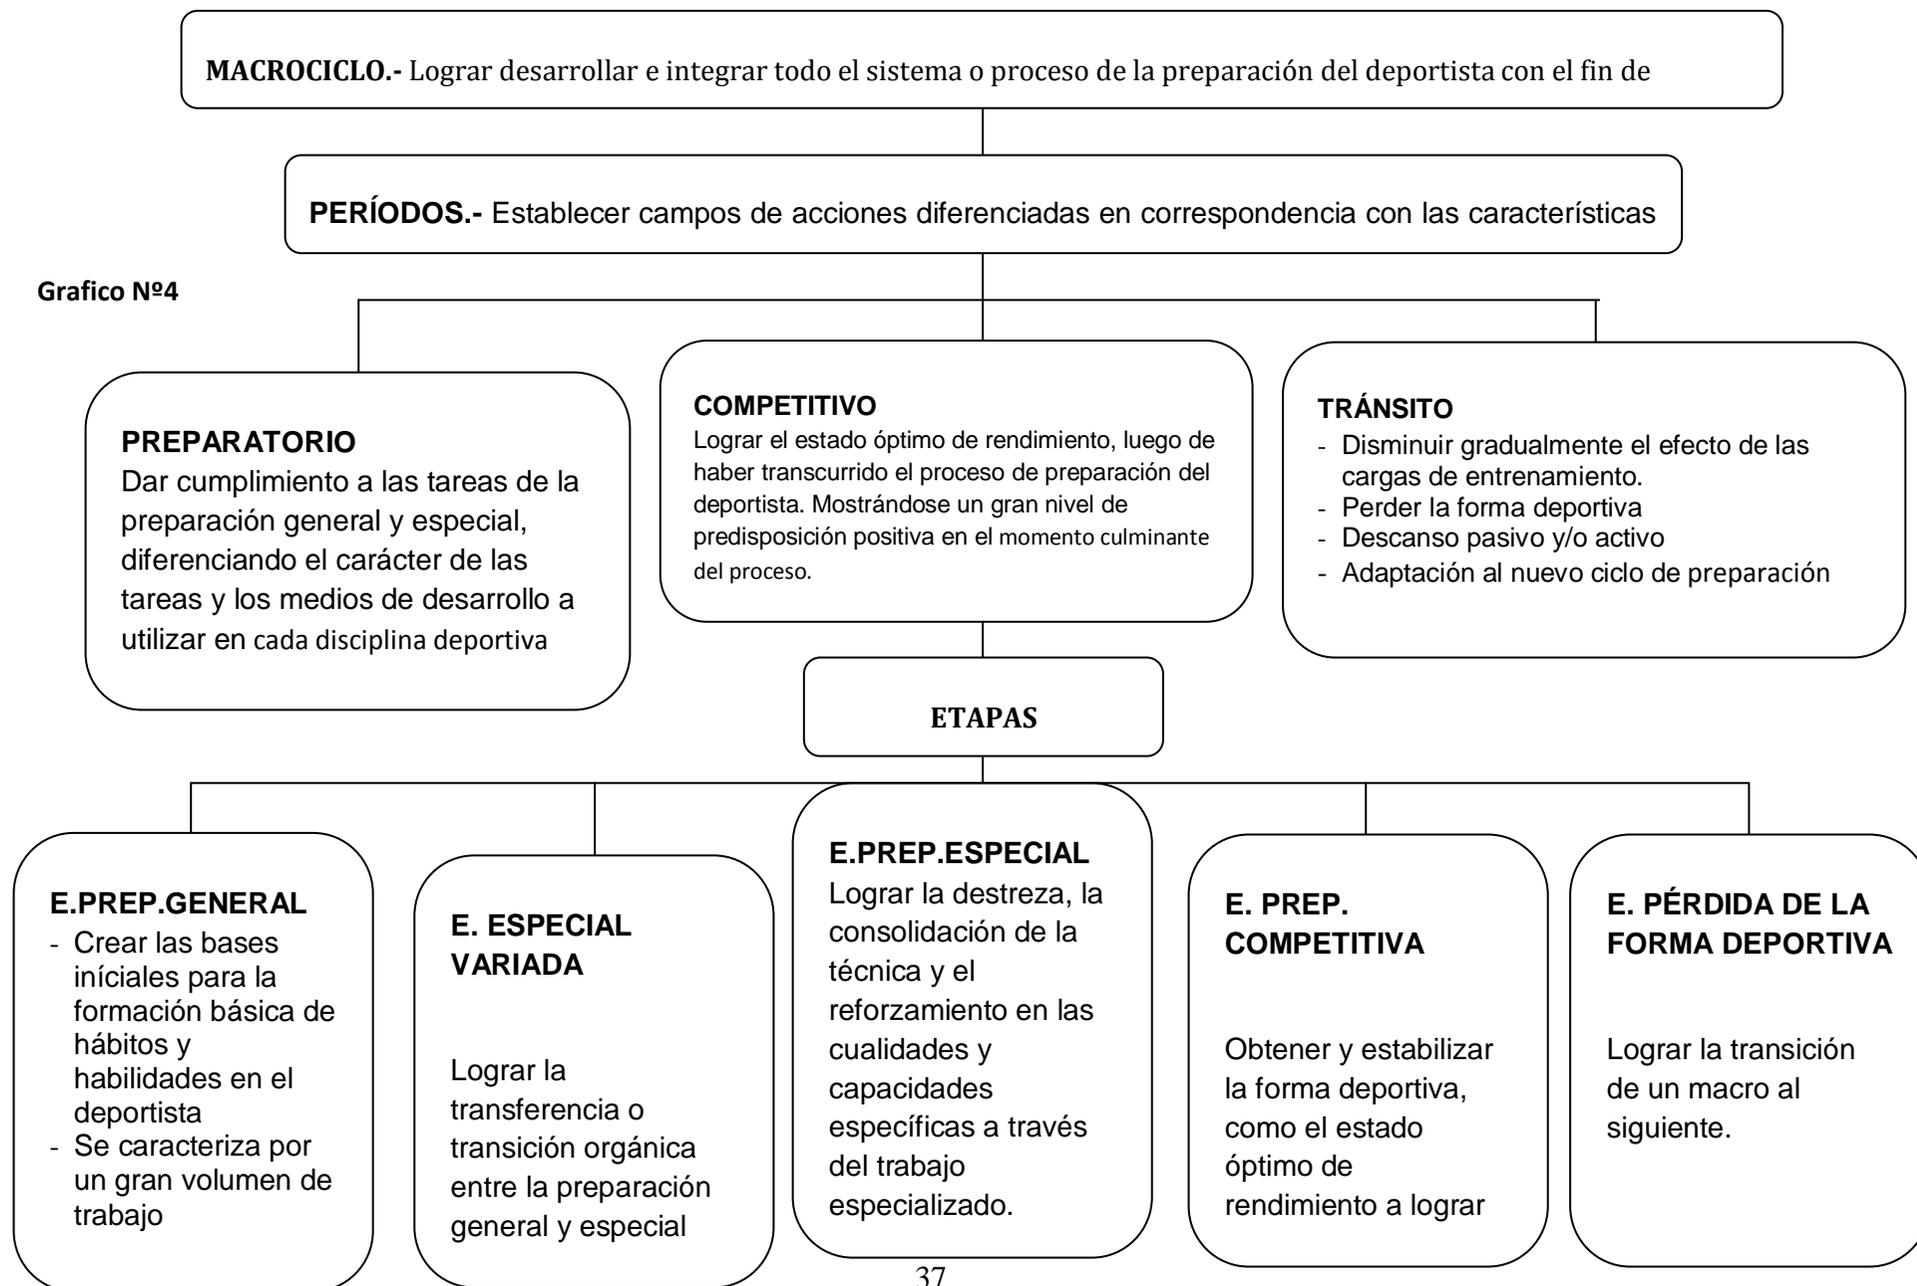 MACROCICLO.- Lograr desarrollar e integrar todo el sistema o proceso de la preparación del deportista con el fin de
PERÍODOS.- Establecer campos de acciones diferenciadas en correspondencia con las características
Grafico Nº4
PREPARATORIO
Dar cumplimiento a las tareas de la
preparación general y especial,
diferenciando el carácter de las
tareas y los medios de desarrollo a
utilizar en cada disciplina deportiva
COMPETITIVO
Lograr el estado óptimo de rendimiento, luego de
haber transcurrido el proceso de preparación del
deportista. Mostrándose un gran nivel de
predisposición positiva en el momento culminante
del proceso.
TRÁNSITO
- Disminuir gradualmente el efecto de las
cargas de entrenamiento.
- Perder la forma deportiva
- Descanso pasivo y/o activo
- Adaptación al nuevo ciclo de preparación
ETAPAS
E.PREP.GENERAL
- Crear las bases
iníciales para la
formación básica de
hábitos y
habilidades en el
deportista
- Se caracteriza por
un gran volumen de
trabajo
E. ESPECIAL
VARIADA
Lograr la
transferencia o
transición orgánica
entre la preparación
general y especial
E.PREP.ESPECIAL
Lograr la destreza, la
consolidación de la
técnica y el
reforzamiento en las
cualidades y
capacidades
específicas a través
del trabajo
especializado.
E. PREP.
COMPETITIVA
Obtener y estabilizar
la forma deportiva,
como el estado
óptimo de
rendimiento a lograr
E. PÉRDIDA DE LA
FORMA DEPORTIVA
Lograr la transición
de un macro al
siguiente.
37